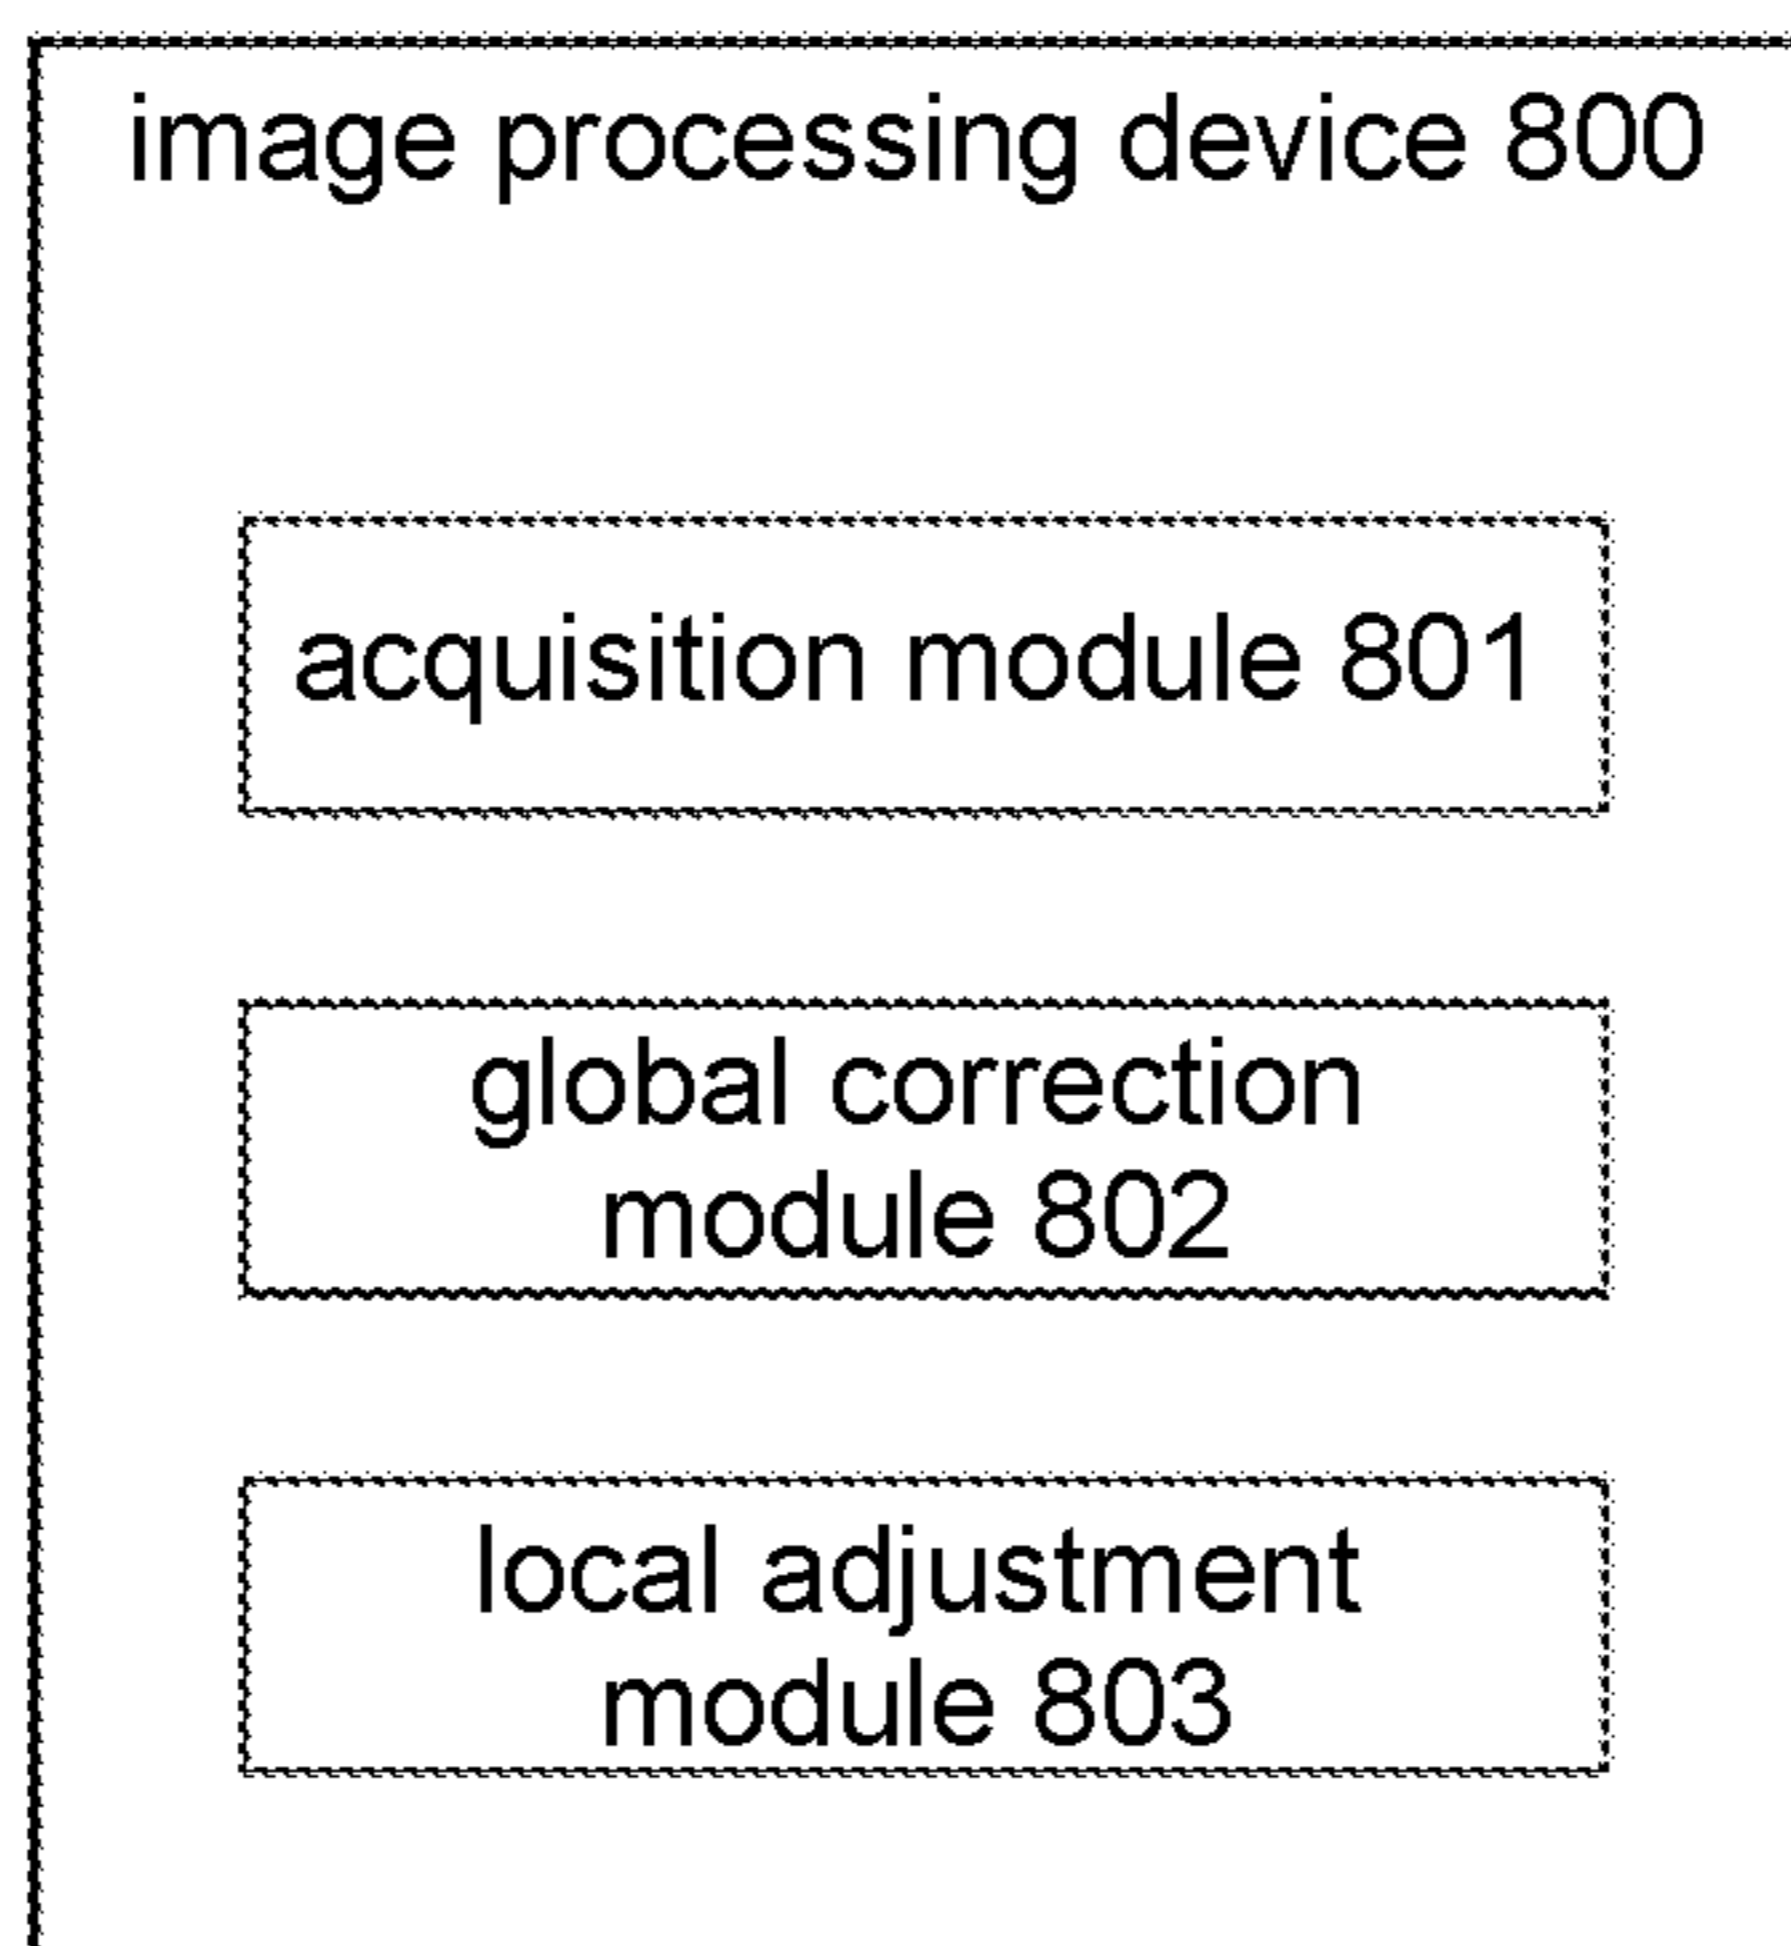 image processing device 800
acquisition module 801
global correction
module 802
local adjustment
module 803